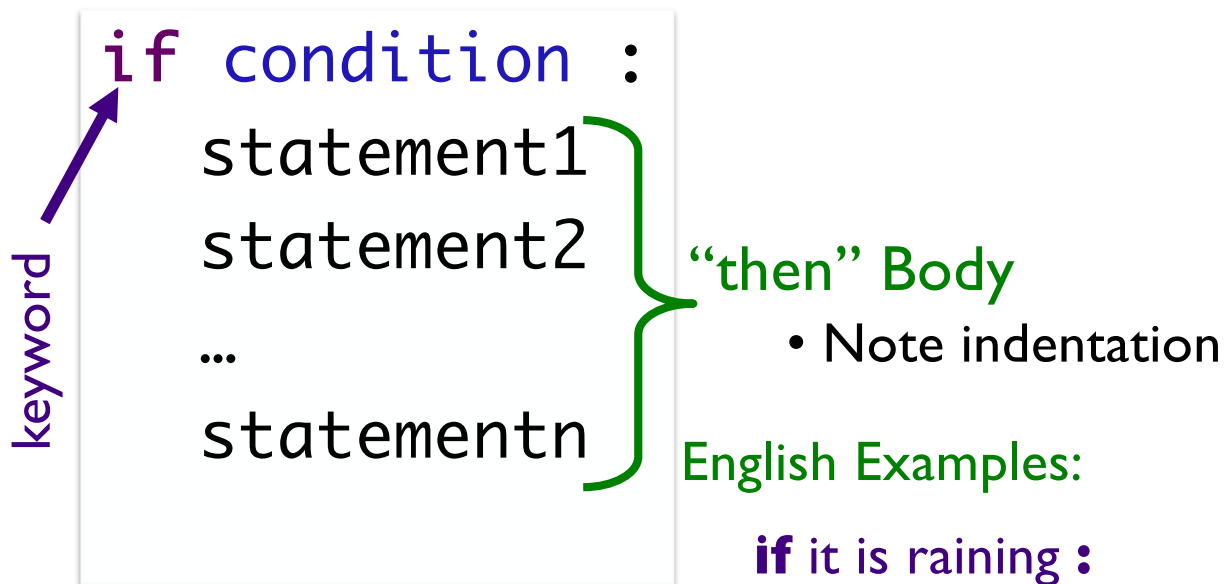 if condition :
statement1
statement2
…
statementn
keyword
“then” Body
• Note indentation
English Examples:
if it is raining :